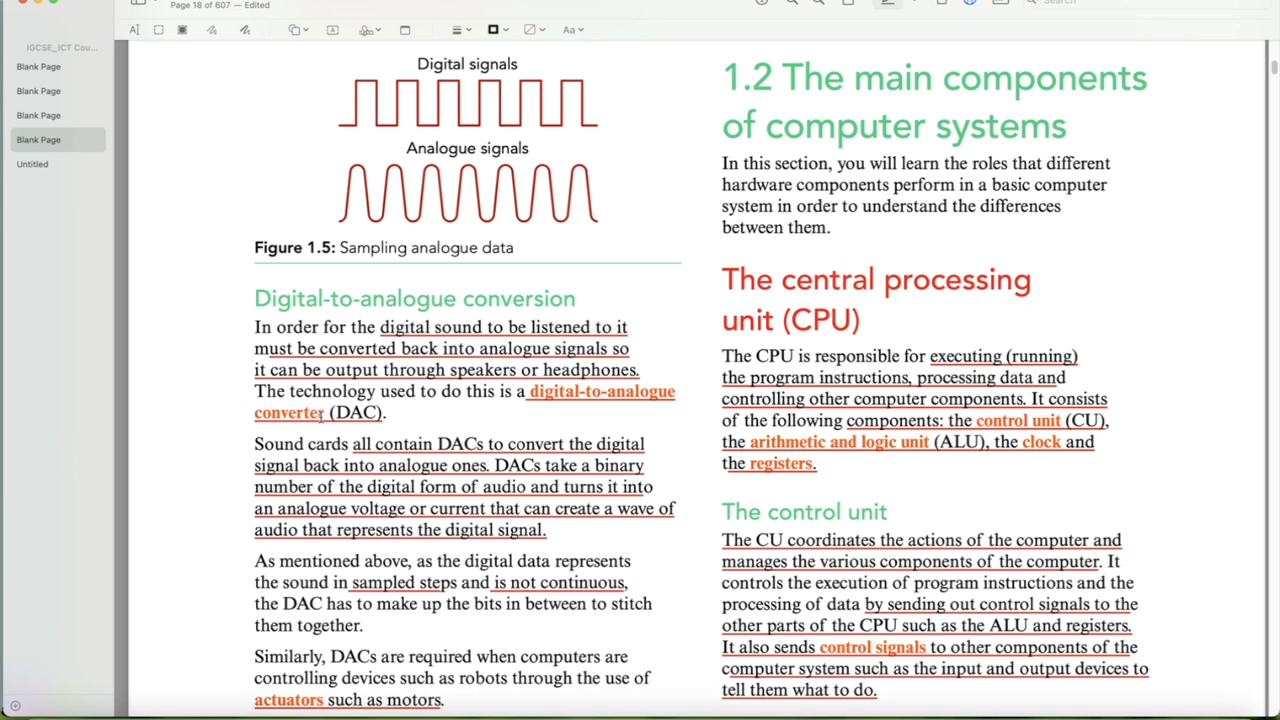 Page 18 of 607 — Edited
Search
Aa
IGCSE_ICT Cou...
Blank Page
Blank Page
Blank Page
Blank Page
Untitled
Digital signals
Analogue signals
Figure 1.5: Sampling analogue data
Digital-to-analogue conversion
In order for the digital sound to be listened to it
must be converted back into analogue signals so
it can be output through speakers or headphones.
The technology used to do this is a digital-to-analogue
converter (DAC).
Sound cards all contain DACs to convert the digital
signal back into analogue ones. DACs take a binary
number of the digital form of audio and turns it into
an analogue voltage or current that can create a wave of
audio that represents the digital signal.
As mentioned above, as the digital data represents
the sound in sampled steps and is not continuous,
the DAC has to make up the bits in between to stitch
them together.
Similarly, DACs are required when computers are
controlling devices such as robots through the use of
actuators such as motors.
1.2 The main components
of computer systems
In this section, you will learn the roles that different
hardware components perform in a basic computer
system in order to understand the differences
between them.
The central processing
unit (CPU)
The CPU is responsible for executing (running)
the program instructions, processing data and
controlling other computer components. It consists
of the following components: the control unit (CU),
the arithmetic and logic unit (ALU), the clock and
the registers.
The control unit
The CU coordinates the actions of the computer and
manages the various components of the computer. It
controls the execution of program instructions and the
processing of data by sending out control signals to the
other parts of the CPU such as the ALU and registers.
It also sends control signals to other components of the
computer system such as the input and output devices to
tell them what to do.